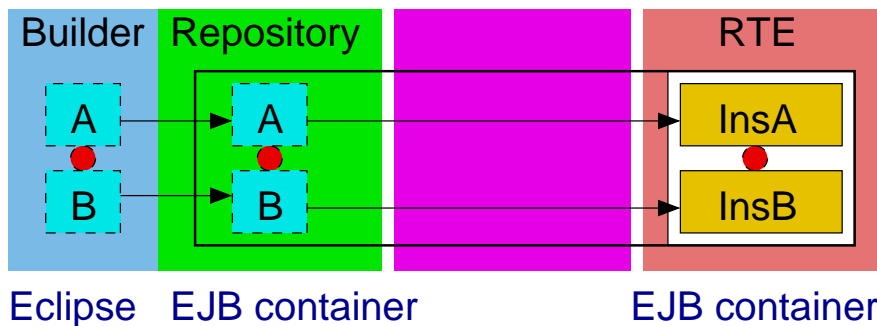 Builder Repository RTE
A A InsA
B B InsB
Eclipse EJB container EJB container